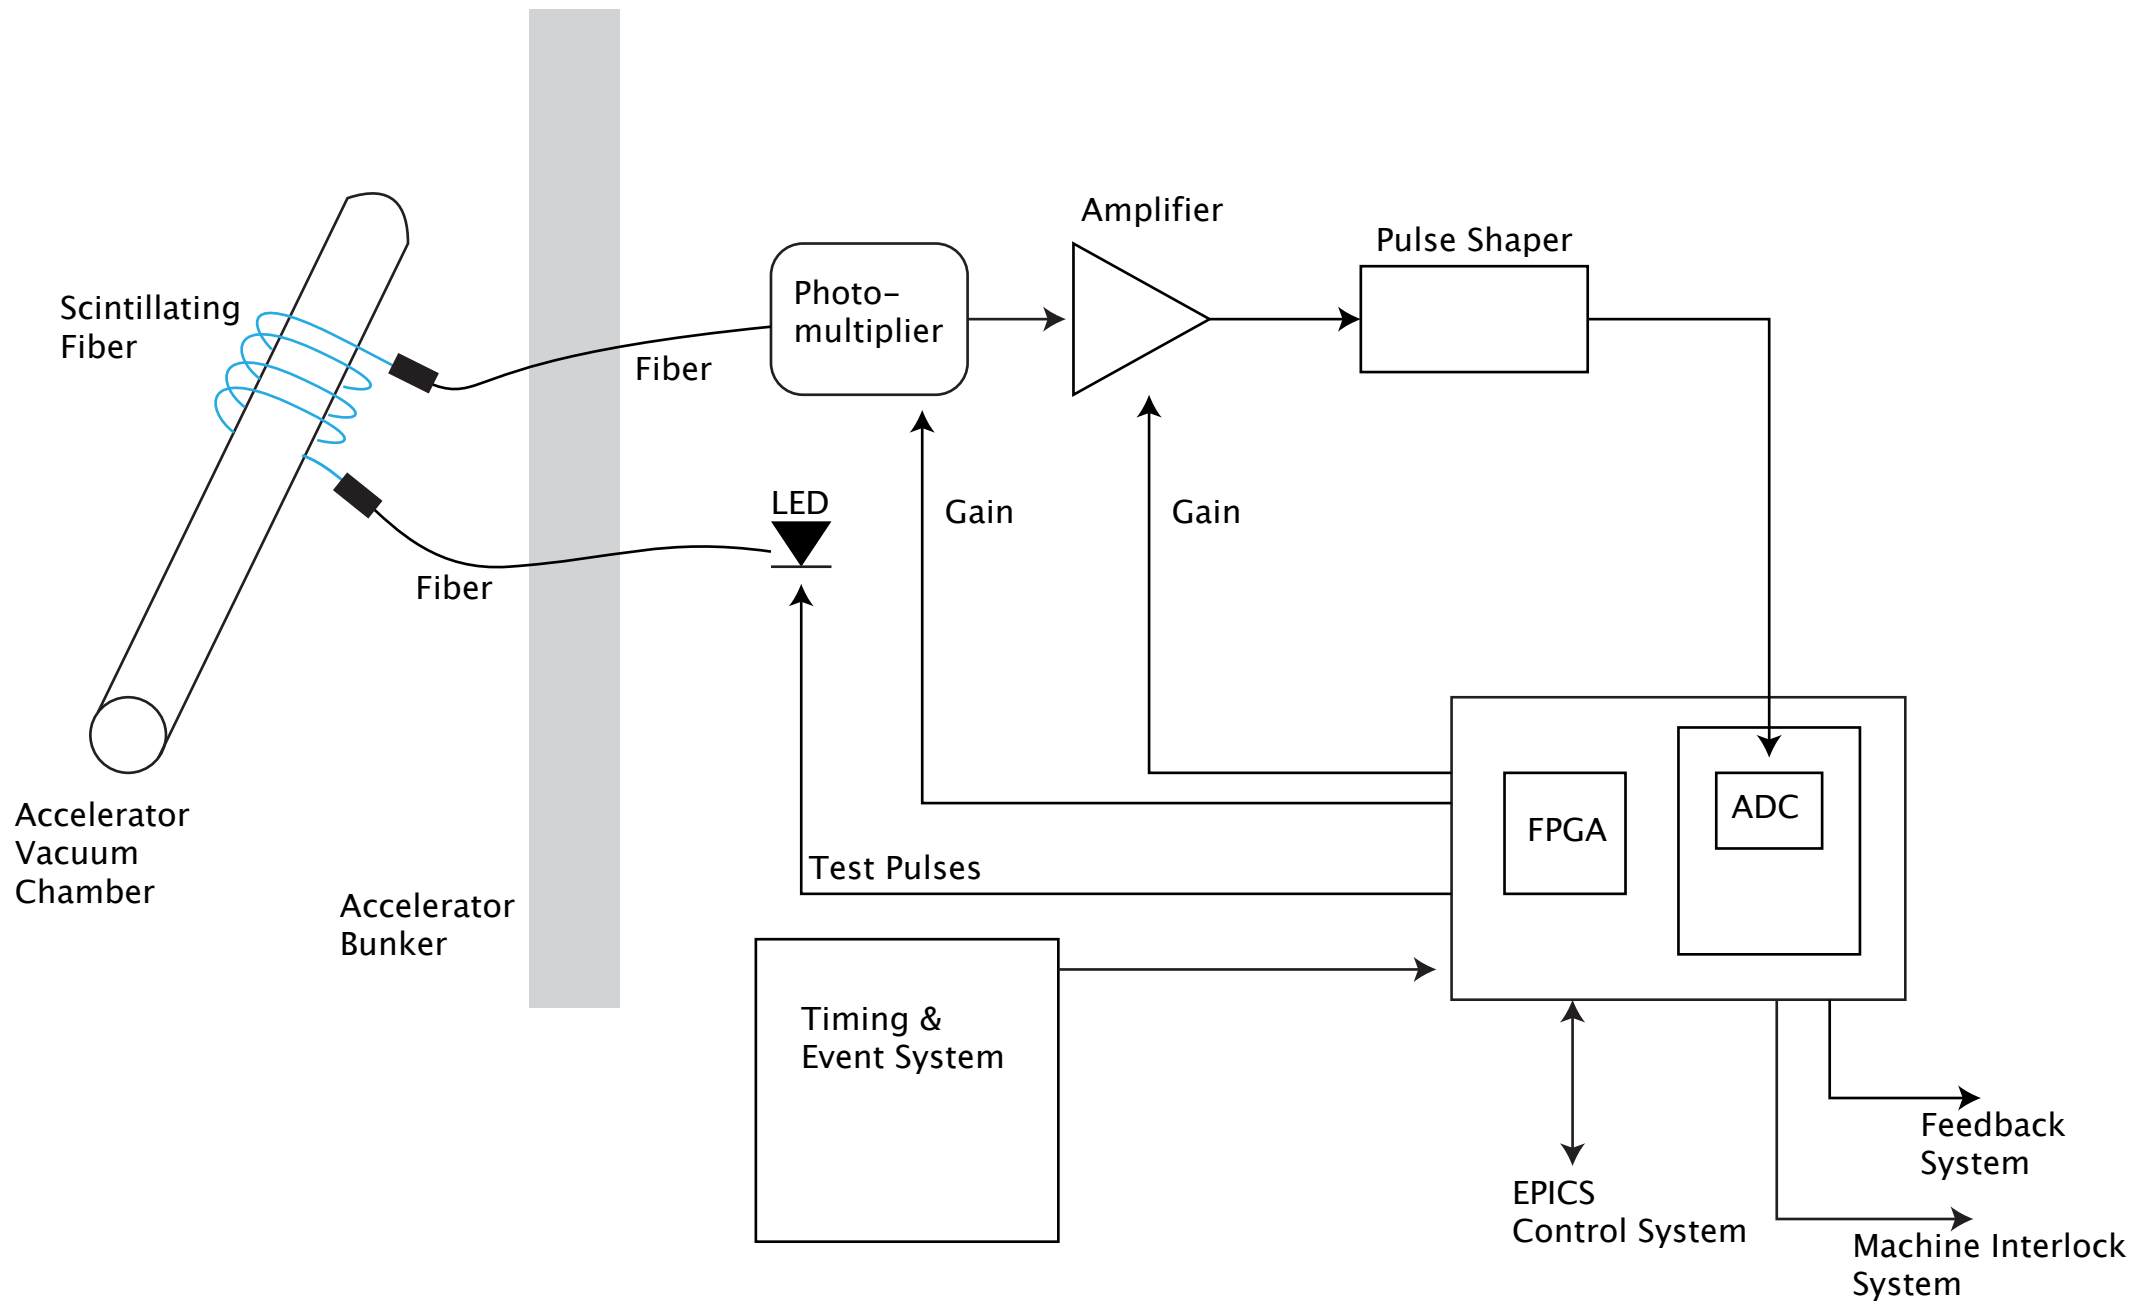 Amplifier
Pulse Shaper
Scintillating
Fiber
Photo-
multiplier
Fiber
LED
Gain
Gain
Fiber
Accelerator
Vacuum
Chamber
ADC
FPGA
Test Pulses
Accelerator
Bunker
Timing &
Event System
Feedback
System
EPICS
Control System
Machine Interlock
System